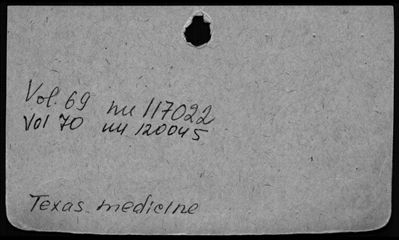 Vol. 69 nu 117022
Vol 70 nu 120045
Texas medicine